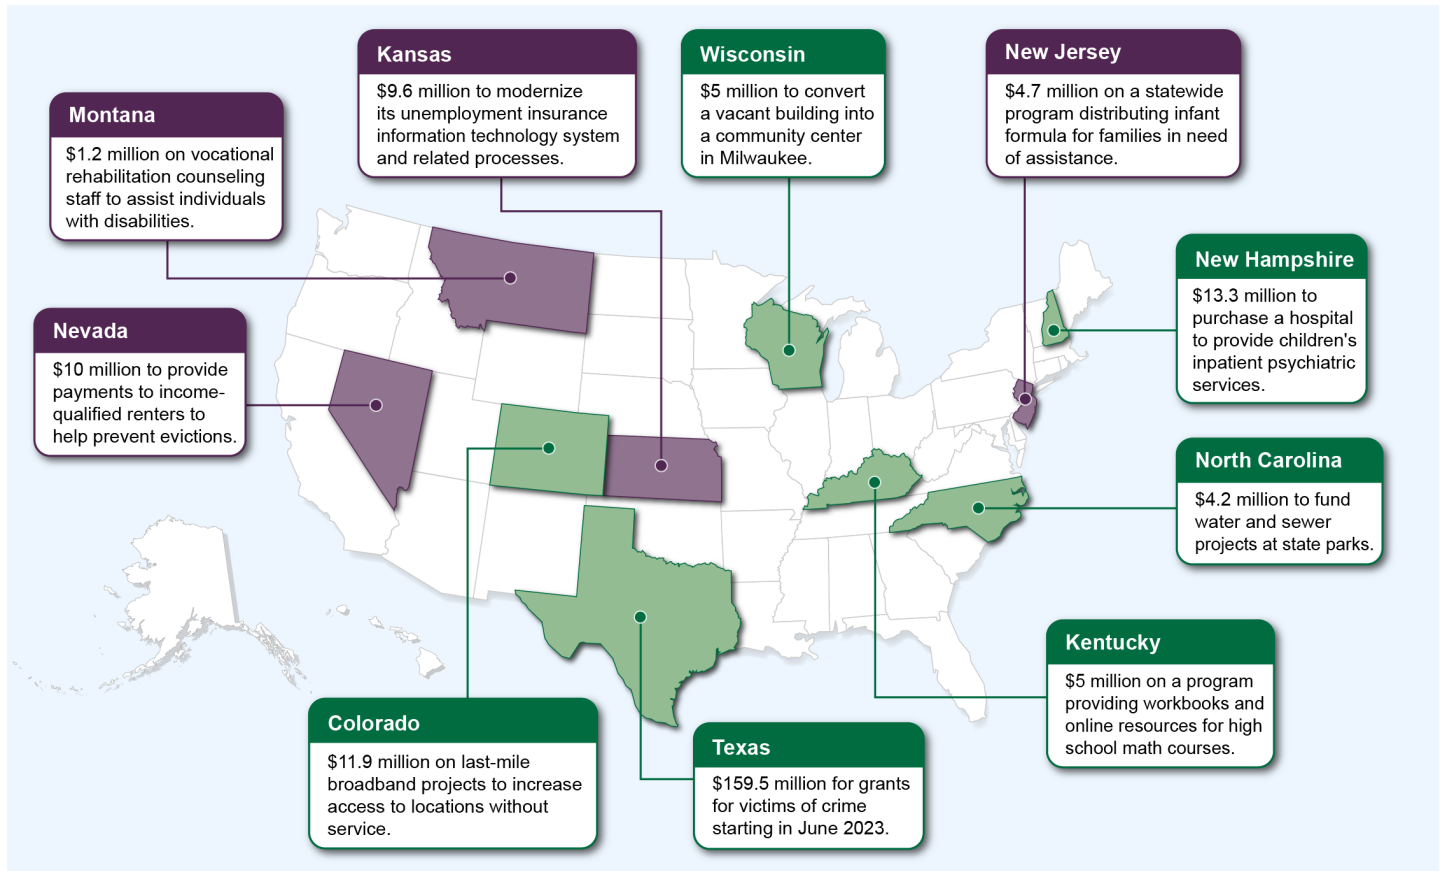 Kansas
$9.6 million to modernize
its unemployment insurance
information technology system
and related processes.
Wisconsin
$5 million to convert
a vacant building into
a community center
in Milwaukee.
New Jersey
$4.7 million on a statewide
program distributing infant
formula for families in need
of assistance.
Montana
$1.2 million on vocational
rehabilitation counseling
staff to assist individuals
with disabilities.
New Hampshire
$13.3 million to
purchase a hospital
to provide children's
inpatient psychiatric
services.
Nevada
$10 million to provide
payments to income-
qualified renters to
help prevent evictions.
North Carolina
$4.2 million to fund
water and sewer
projects at state parks.
Kentucky
$5 million on a program
providing workbooks and
online resources for high
school math courses.
Colorado
$11.9 million on last-mile
broadband projects to increase
access to locations without
service.
Texas
$159.5 million for grants
for victims of crime
starting in June 2023.